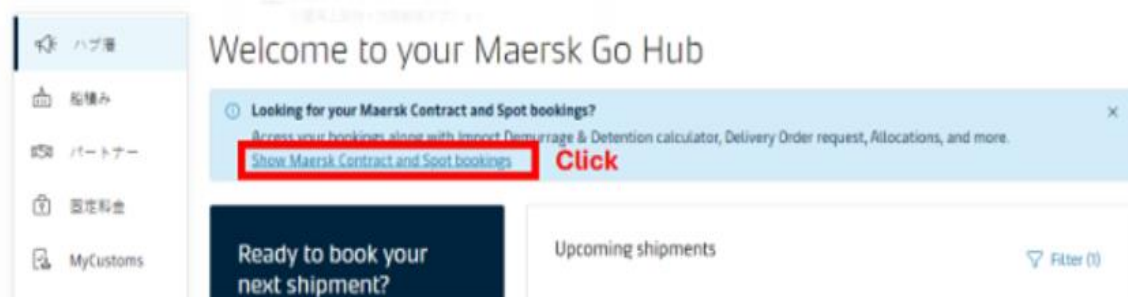 ハブ港
Welcome to your Maersk Go Hub
船積み
Looking for your Maersk Contract and Spot bookings?
Access your bookings along with Import Demurrage & Detention calculator, Delivery Order request, Allocations, and more.
パートナー
Show Maersk Contract and Spot bookings
Click
固定料金
Ready to book your
next shipment?
Upcoming shipments
Filter (1)
MyCustoms